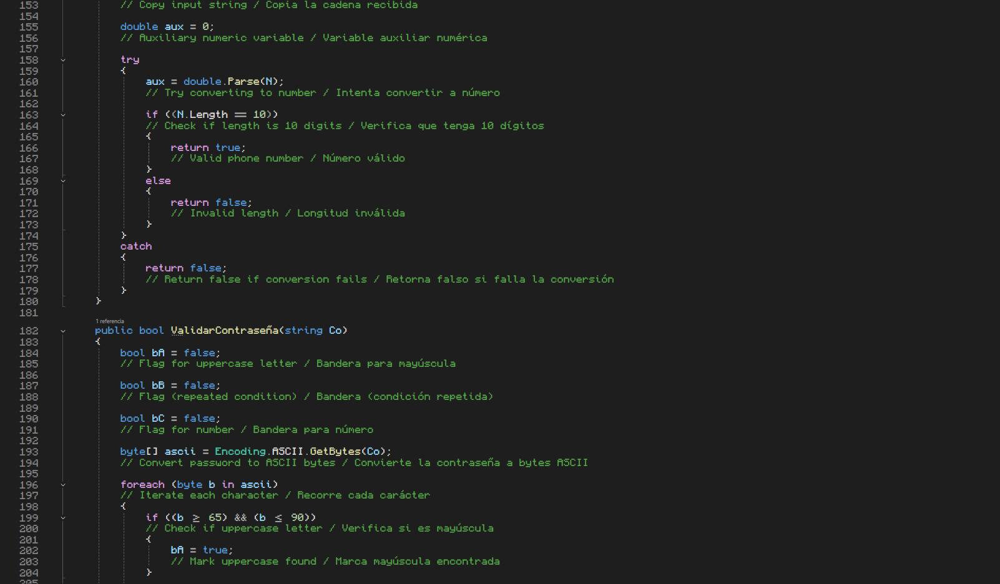 153 // Copy input string / Copia la cadena recibida
154
155 double aux = 0;
156 // Auxiliary numeric variable / Variable auxiliar numérica
157
158 try
159 {
160 aux = double.Parse(N);
161 // Try converting to number / Intenta convertir a número
162
163 if ((N.Length == 10))
164 // Check if length is 10 digits / Verifica que tenga 10 dígitos
165 {
166 return true;
167 // Valid phone number / Número válido
168 }
169 else
170 {
171 return false;
172 // Invalid length / Longitud inválida
173 }
174 }
175 catch
176 {
177 return false;
178 // Return false if conversion fails / Retorna falso si falla la conversión
179 }
180 }
181
1 referencia
182 public bool ValidarContraseña(string Co)
183 {
184 bool bA = false;
185 // Flag for uppercase letter / Bandera para mayúscula
186
187 bool bB = false;
188 // Flag (repeated condition) / Bandera (condición repetida)
189
190 bool bC = false;
191 // Flag for number / Bandera para número
192
193 byte[] ascii = Encoding.ASCII.GetBytes(Co);
194 // Convert password to ASCII bytes / Convierte la contraseña a bytes ASCII
195
196 foreach (byte b in ascii)
197 // Iterate each character / Recorre cada carácter
198 {
199 if ((b ≥ 65) && (b ≤ 90))
200 // Check if uppercase letter / Verifica si es mayúscula
201 {
202 bA = true;
203 // Mark uppercase found / Marca mayúscula encontrada
204 }
205